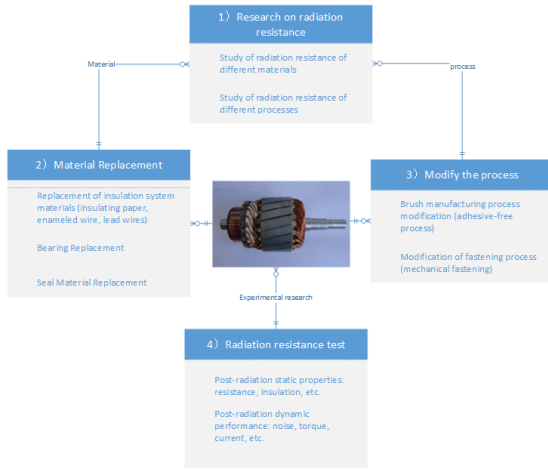 1）Research on radiation
resistance
Study of radiation resistance of
different materials
Study of radiation resistance of
different processes
Material
process
2）Material Replacement
Replacement of insulation system
materials (insulating paper,
enameled wire, lead wires)
Bearing Replacement
Seal Material Replacement
3）Modify the process
Brush manufacturing process
modification (adhesive-free
process)
Modification of fastening process
(mechanical fastening)
Experimental research
4）Radiation resistance test
Post-radiation static properties:
resistance, insulation, etc.
Post-radiation dynamic
performance: noise, torque,
current, etc.